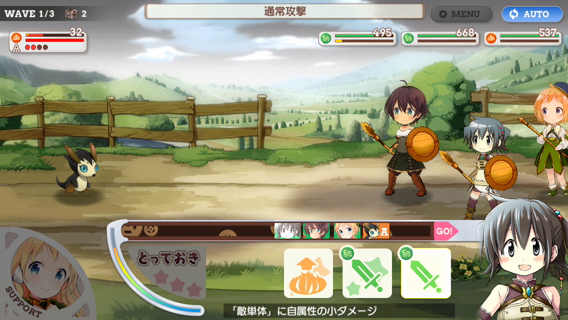 WAVE 1/3
2
通常攻撃
MENU
AUTO
32
A
495
668
537
A
GO!
とっておき
SUPPORT
「敵単体」に自属性の小ダメージ